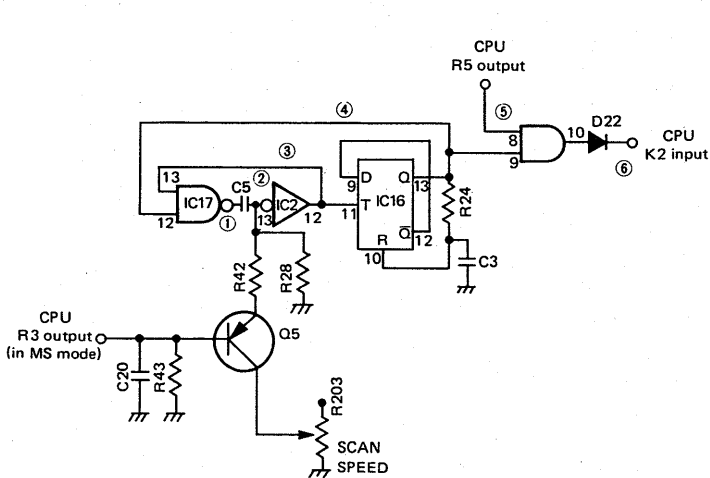 CPU
R5 output
④
⑤
D22
8
10
9
CPU
K2 input
⑥
③
13
IC17
12
①
C5
②
13
IC2
12
11
9
D
Q
13
T
IC16
R
Q̅
12
10
R24
C3
R42
R28
CPU
R3 output
(in MS mode)
Q5
C20
R43
R203
SCAN
SPEED